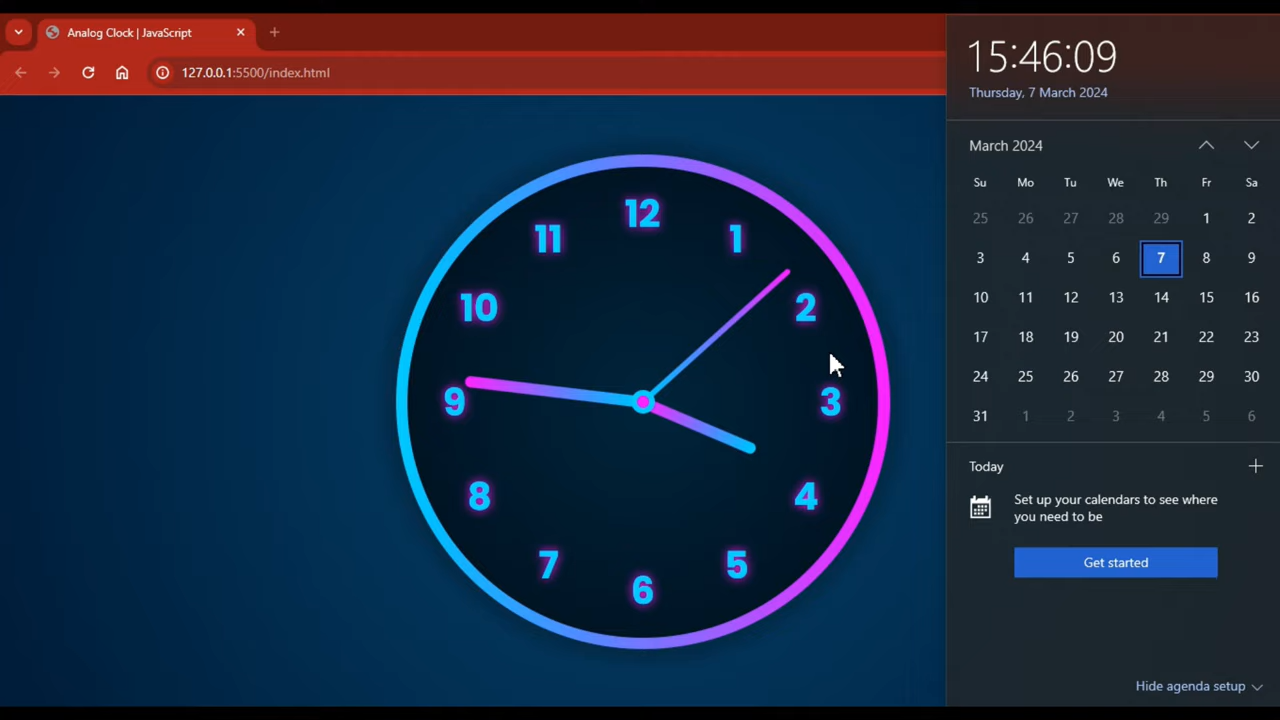 Analog Clock | JavaScript
127.0.0.1:5500/index.html
12
11 1
10 2
9 3
8 4
7 5
6
15:46:09
Thursday, 7 March 2024
March 2024
Su Mo Tu We Th Fr Sa
25 26 27 28 29 1 2
3 4 5 6 7 8 9
10 11 12 13 14 15 16
17 18 19 20 21 22 23
24 25 26 27 28 29 30
31 1 2 3 4 5 6
Today
Set up your calendars to see where
you need to be
Get started
Hide agenda setup